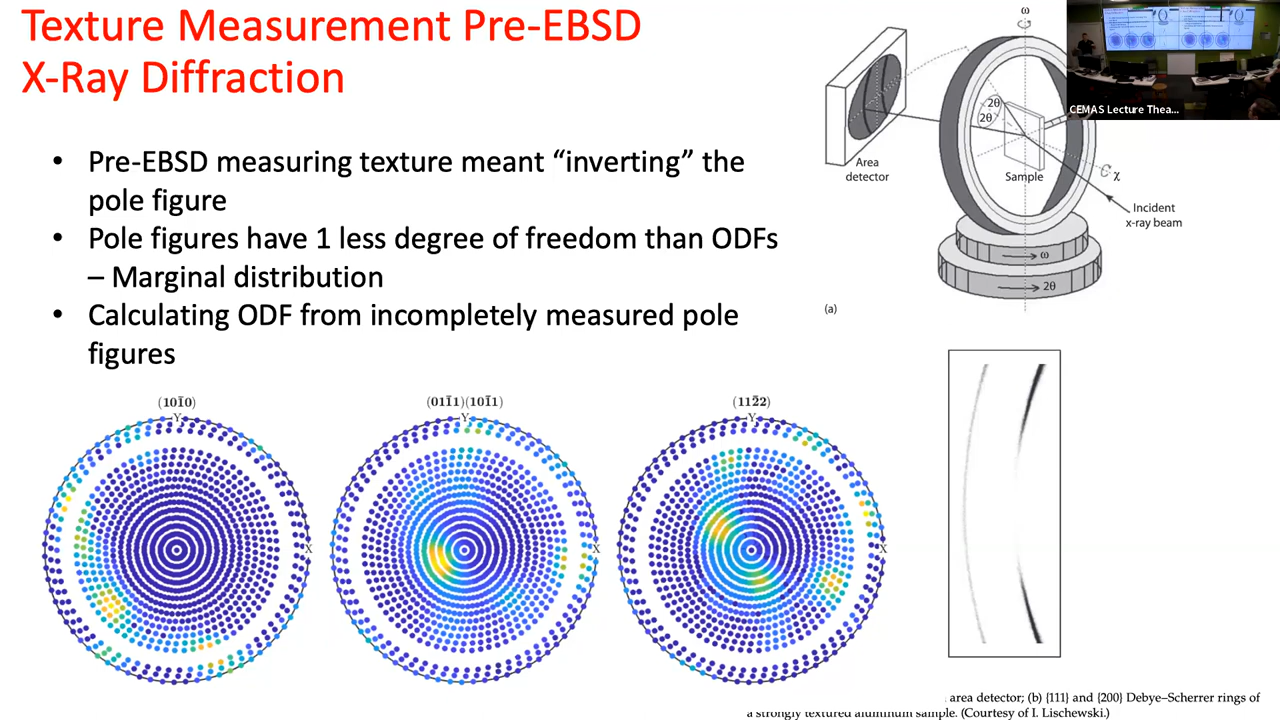 Texture Measurement Pre-EBSD
X-Ray Diffraction
• Pre-EBSD measuring texture meant “inverting” the
pole figure
• Pole figures have 1 less degree of freedom than ODFs
– Marginal distribution
• Calculating ODF from incompletely measured pole
figures
ω
CEMAS Lecture Thea...
2θ
2θ
Area
detector
Sample
χ
Incident
x-ray beam
ω
2θ
(a)
(101̄0)
Y
X
(011̄1)(101̄1)
Y
X
(112̄2)
Y
X
area detector; (b) {111} and {200} Debye–Scherrer rings of
a strongly textured aluminum sample. (Courtesy of I. Lischewski.)